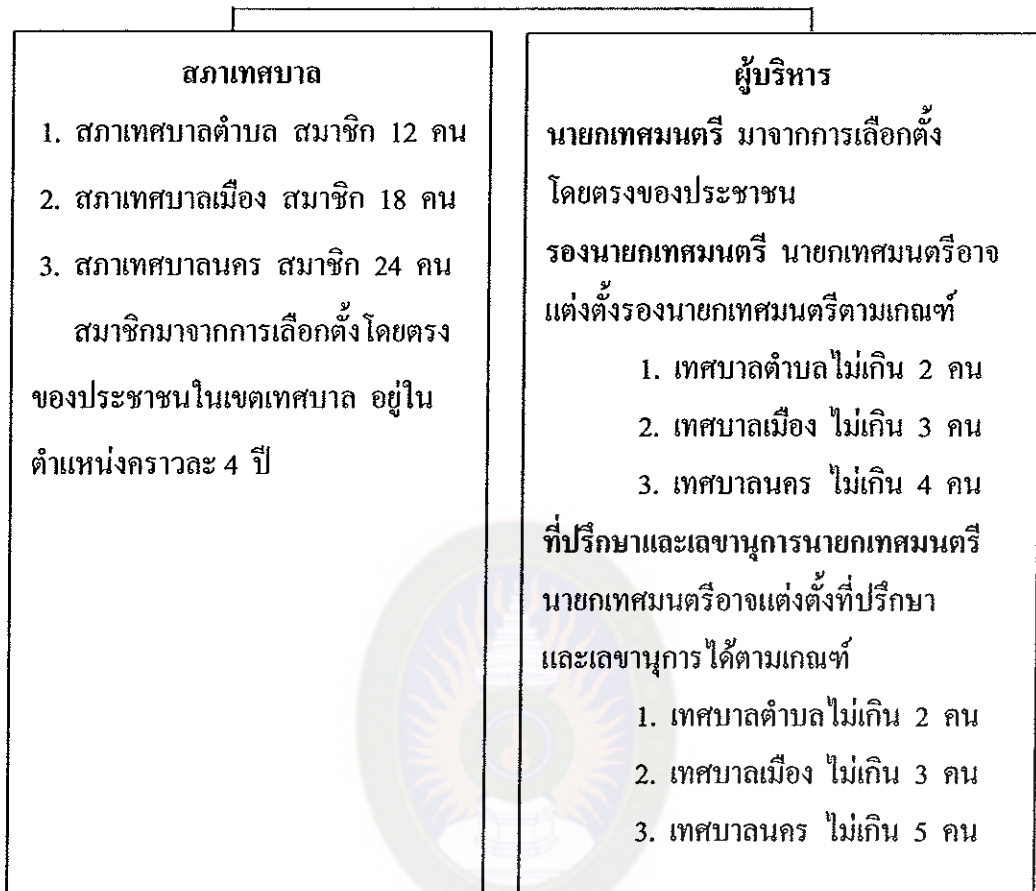 สภาเทศบาล
1. สภาเทศบาลตำบล สมาชิก 12 คน
2. สภาเทศบาลเมือง สมาชิก 18 คน
3. สภาเทศบาลนคร สมาชิก 24 คน
สมาชิกมาจากการเลือกตั้งโดยตรง
ของประชาชนในเขตเทศบาล อยู่ใน
ตำแหน่งคราวละ 4 ปี
ผู้บริหาร
นายกเทศมนตรี มาจากการเลือกตั้ง
โดยตรงของประชาชน
รองนายกเทศมนตรี นายกเทศมนตรีอาจ
แต่งตั้งรองนายกเทศมนตรีตามเกณฑ์
1. เทศบาลตำบลไม่เกิน 2 คน
2. เทศบาลเมือง ไม่เกิน 3 คน
3. เทศบาลนคร ไม่เกิน 4 คน
ที่ปรึกษาและเลขานุการนายกเทศมนตรี
นายกเทศมนตรีอาจแต่งตั้งที่ปรึกษา
และเลขานุการ ได้ตามเกณฑ์
1. เทศบาลตำบลไม่เกิน 2 คน
2. เทศบาลเมือง ไม่เกิน 3 คน
3. เทศบาลนคร ไม่เกิน 5 คน